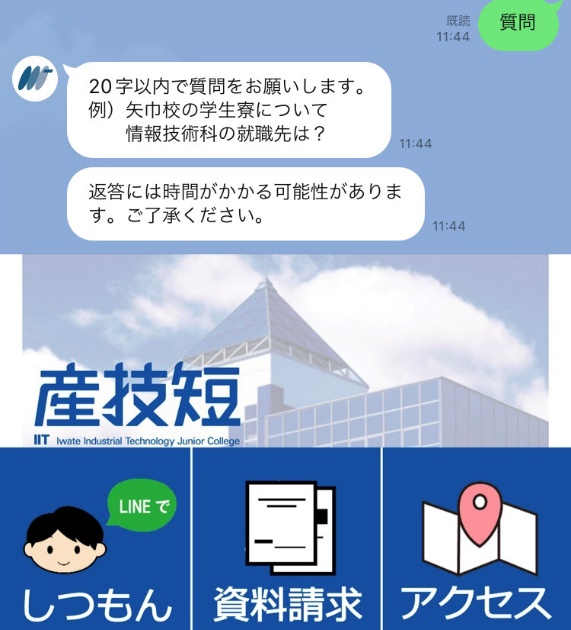 質問
既読
11:44
20字以内で質問をお願いします。
例）矢巾校の学生寮について
情報技術科の就職先は？
11:44
返答には時間がかかる可能性がありま
す。ご了承ください。
11:44
産技短
IIT Iwate Industrial Technology Junior College
LINEで
しつもん
資料請求
アクセス